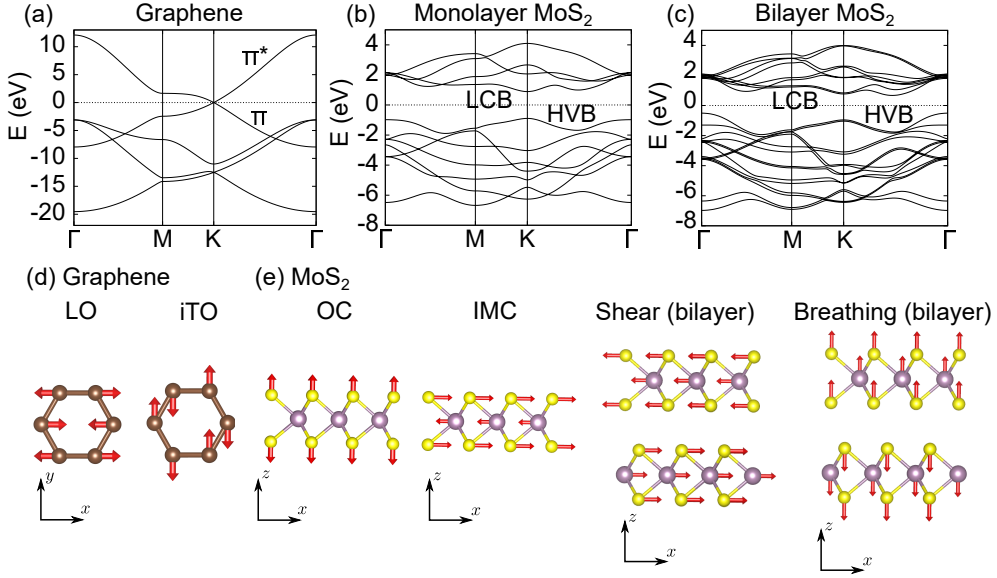 (a) Graphene
E (eV)
10
5
0
-5
-10
-15
-20
π*
π
Γ M K Γ
(b) Monolayer MoS₂
E (eV)
4
2
0
-2
-4
-6
-8
LCB
HVB
Γ M K Γ
(c) Bilayer MoS₂
E (eV)
4
2
0
-2
-4
-6
-8
LCB
HVB
Γ M K Γ
(d) Graphene
LO iTO
y
x
(e) MoS₂
OC IMC Shear (bilayer) Breathing (bilayer)
z
x
z
x
z
x
z
x